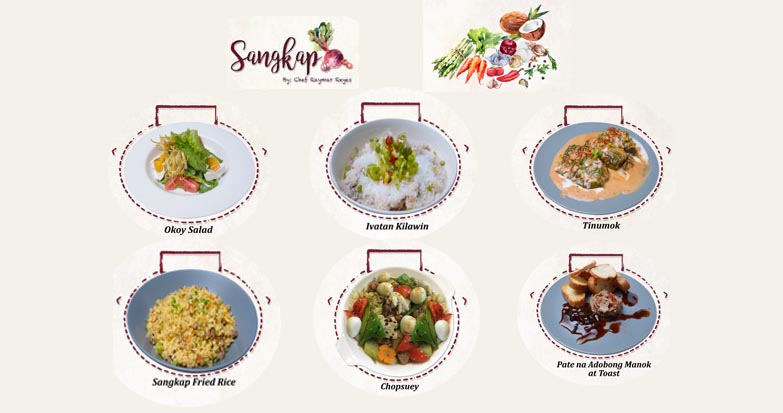 Sangkap
By: Chef Raymar Reyes
Okoy Salad
Ivatan Kilawin
Tinumok
Sangkap Fried Rice
Chopsuey
Pate na Adobong Manok
at Toast